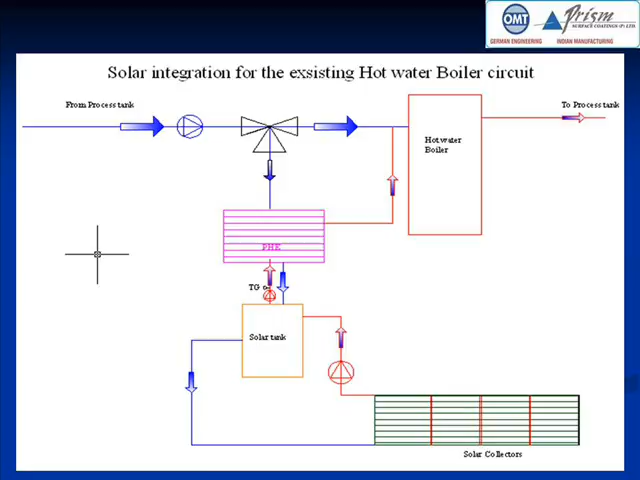 OMT
Prism
SURFACE COATINGS (P) LTD.
GERMAN ENGINEERING
INDIAN MANUFACTURING
Solar integration for the exsisting Hot water Boiler circuit
From Process tank
To Process tank
Hot water
Boiler
PHE
TG
Solar tank
Solar Collectors